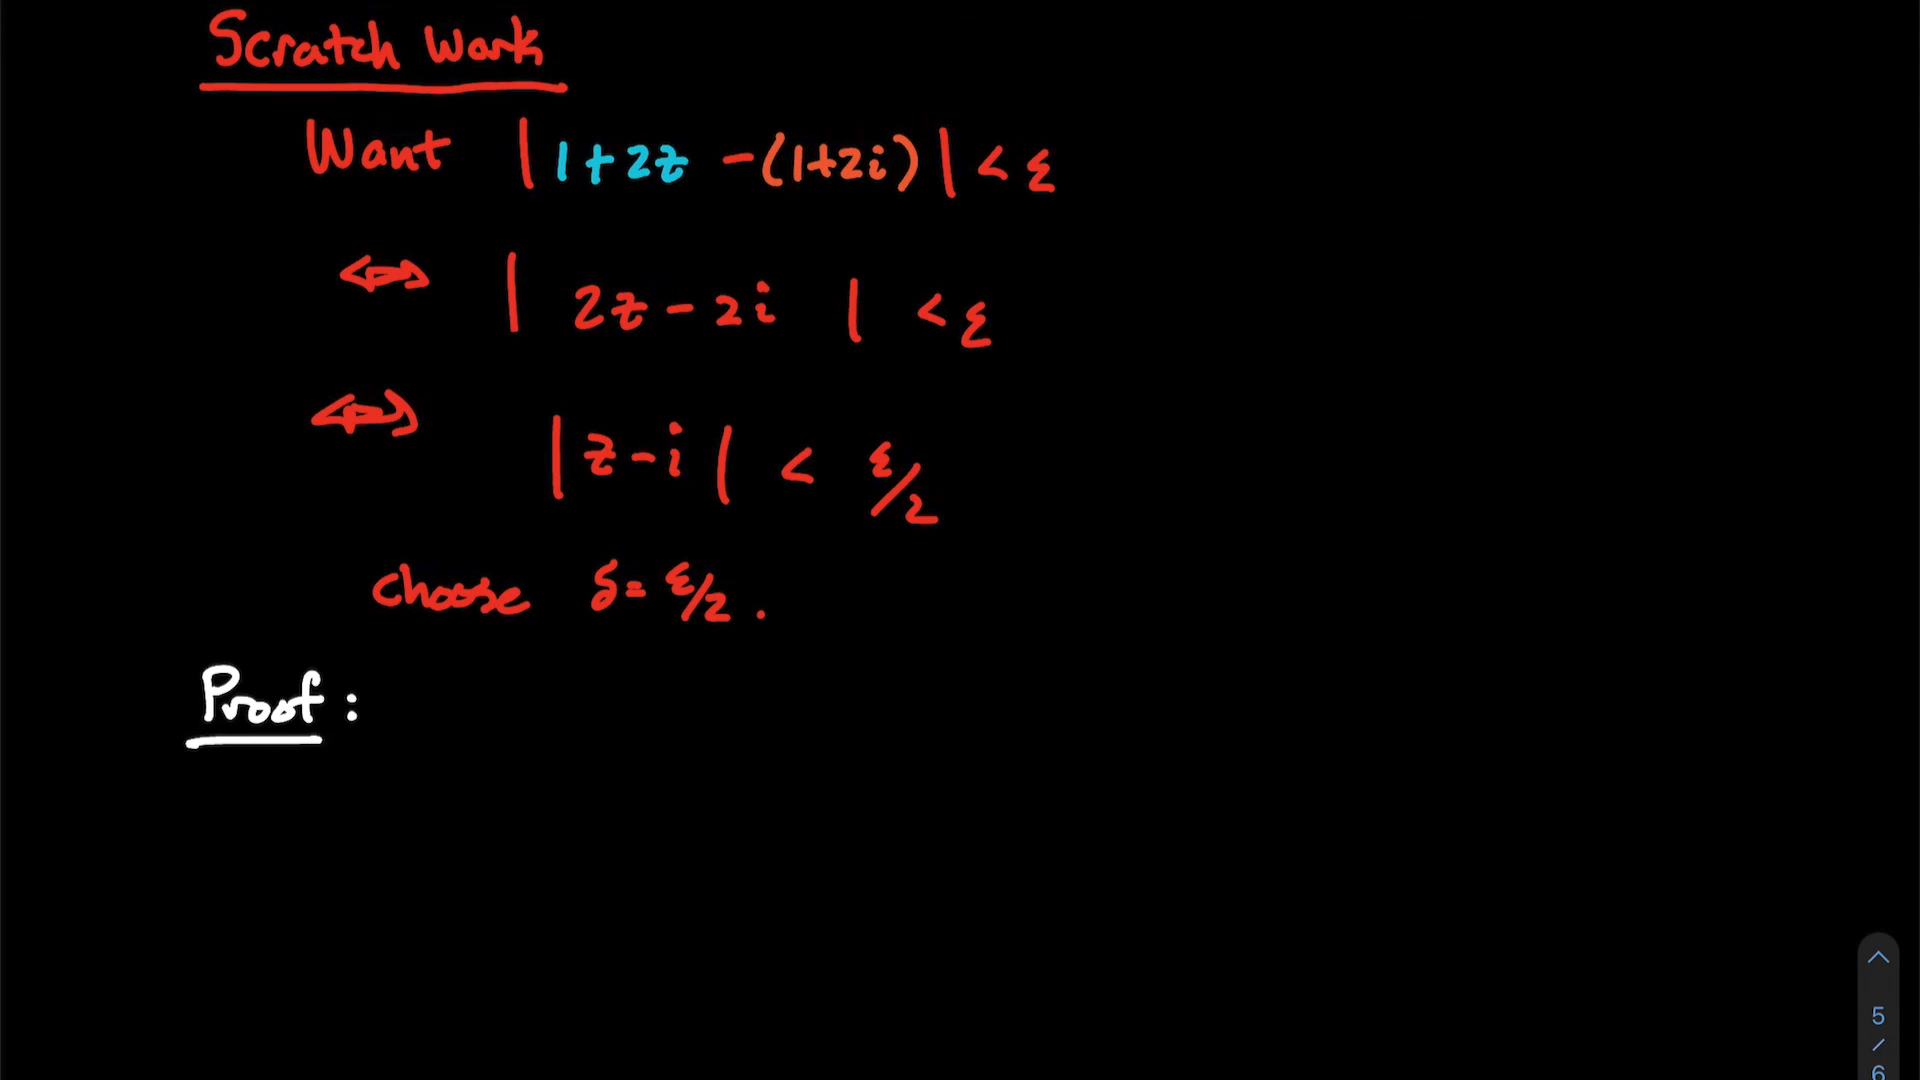 Scratch Work
Want |1+2z -(1+2i)| < ε
⟺ | 2z - 2i | < ε
⟺ |z-i| < ε/2
choose δ= ε/2 .
Proof :
5
/
6